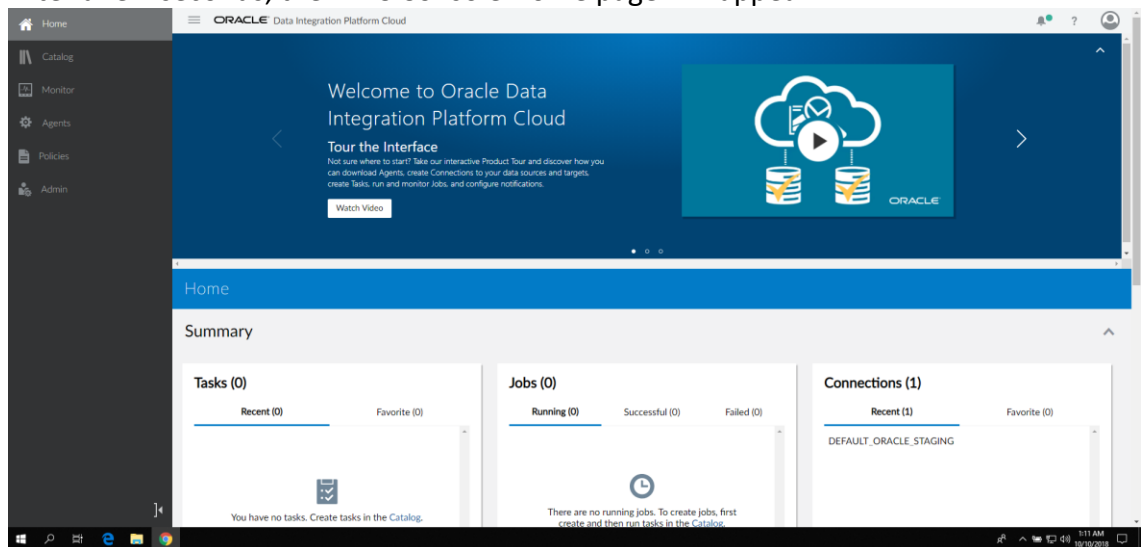 Home
Catalog
Monitor
Agents
Policies
Admin
ORACLE Data Integration Platform Cloud
?
Welcome to Oracle Data
Integration Platform Cloud
Tour the Interface
Not sure where to start? Take our interactive Product Tour and discover how you
can download Agents, create Connections to your data sources and targets,
create Tasks, run and monitor Jobs, and configure notifications.
Watch Video
ORACLE
Home
Summary
Tasks (0)
Recent (0) Favorite (0)
You have no tasks. Create tasks in the Catalog.
Jobs (0)
Running (0) Successful (0) Failed (0)
There are no running jobs. To create jobs, first
create and then run tasks in the Catalog.
Connections (1)
Recent (1) Favorite (0)
DEFAULT_ORACLE_STAGING
1:11 AM
10/10/2018